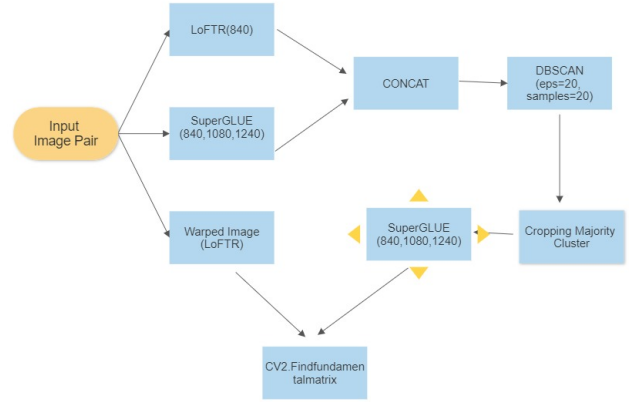 LoFTR(840)
CONCAT
DBSCAN
(eps=20,
samples=20)
Input
Image Pair
SuperGLUE
(840,1080,1240)
Warped Image
(LoFTR)
SuperGLUE
(840,1080,1240)
Cropping Majority
Cluster
CV2.Findfundamen
talmatrix